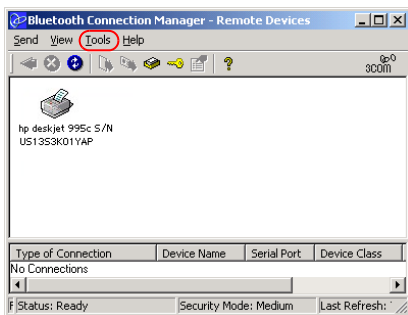 Bluetooth Connection Manager - Remote Devices
Send View Tools Help
3COM
hp deskjet 995c S/N
US13S3K01YAP
Type of Connection Device Name Serial Port Device Class
No Connections
Status: Ready Security Mode: Medium Last Refresh: